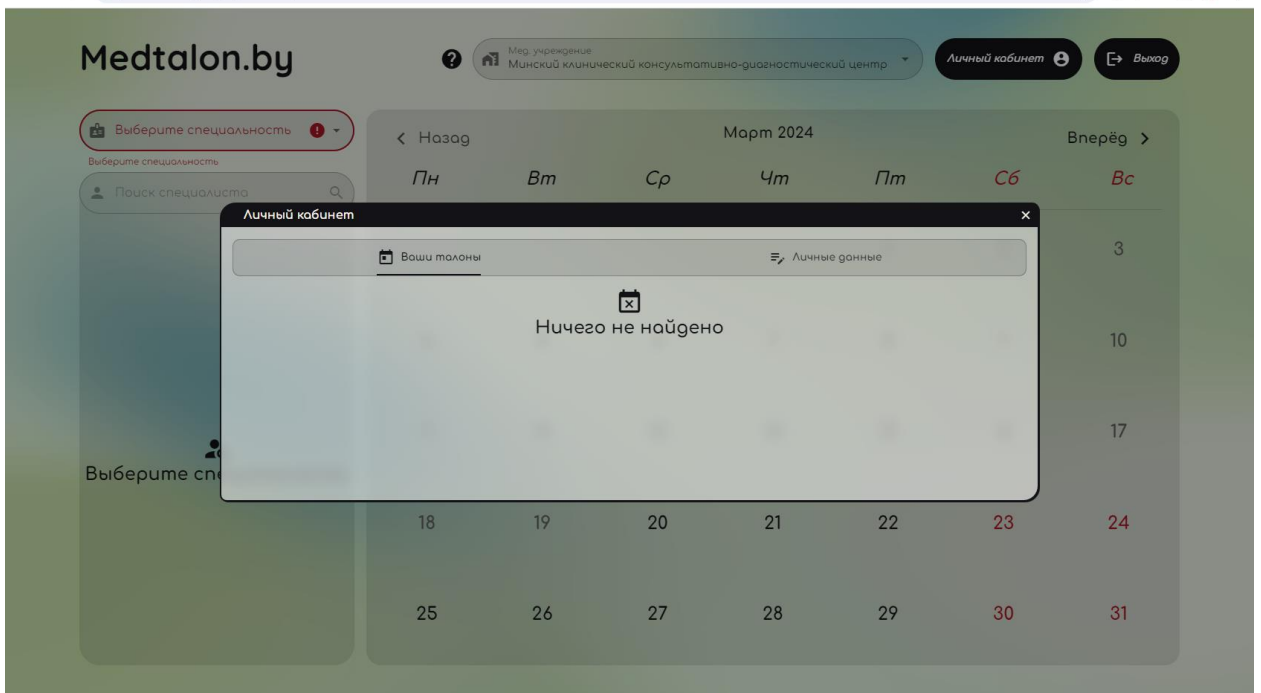 Medtalon.by
Мед. учреждение
Минский клинический консультативно-диагностический центр
Личный кабинет
Выход
Выберите специальность
Выберите специальность
Поиск специалиста
Назад
Март 2024
Вперёд
Пн Вт Ср Чт Пт Сб Вс
Личный кабинет
Ваши талоны
Личные данные
Ничего не найдено
3
10
17
Выберите
18 19 20 21 22 23 24
25 26 27 28 29 30 31